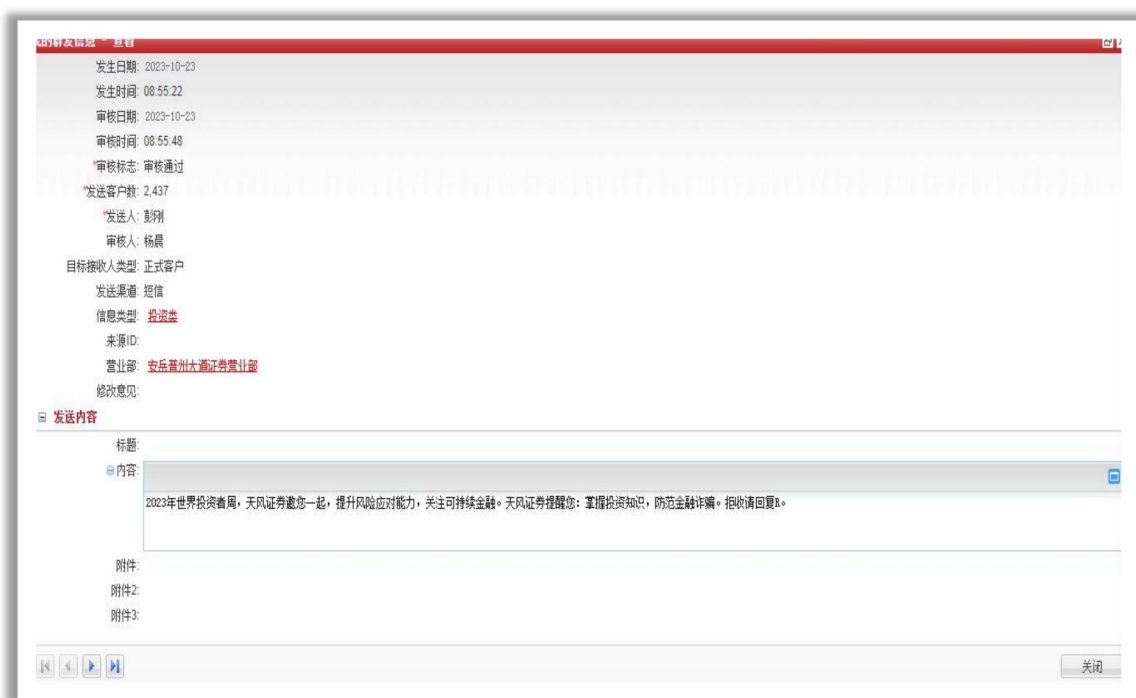 的群发信息 - 查看
发生日期: 2023-10-23
发生时间: 08:55:22
审核日期: 2023-10-23
审核时间: 08:55:48
*审核标志: 审核通过
*发送客户数: 2,437
*发送人: 彭刚
审核人: 杨晨
目标接收人类型: 正式客户
发送渠道: 短信
信息类型: 投资类
来源ID:
营业部: 安岳普州大道证券营业部
修改意见:
发送内容
标题:
内容:
2023年世界投资者周，天风证券邀您一起，提升风险应对能力，关注可持续金融。天风证券提醒您：掌握投资知识，防范金融诈骗。拒收请回复R。
附件:
附件2:
附件3:
关闭